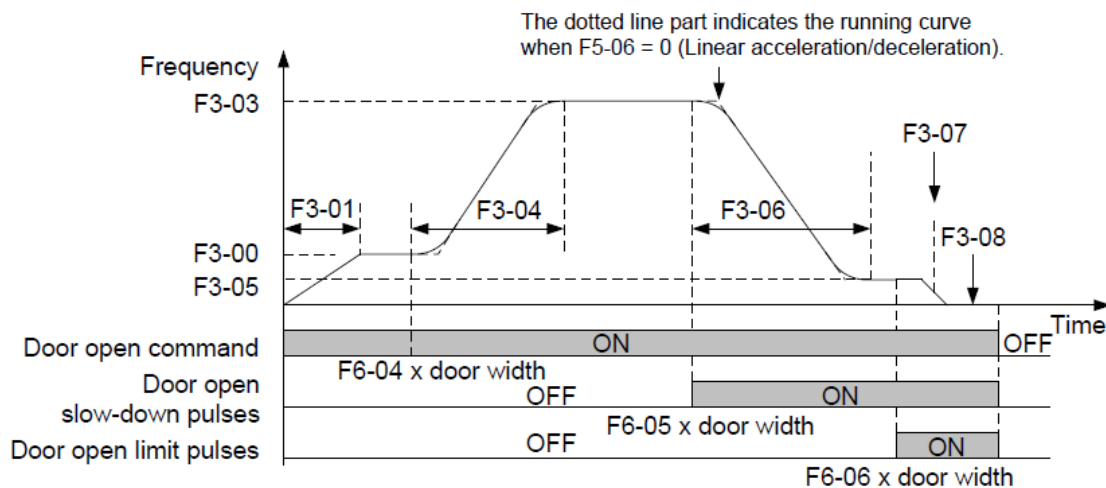 The dotted line part indicates the running curve
when F5-06 = 0 (Linear acceleration/deceleration).
Frequency
F3-03
F3-07
F3-01
F3-04
F3-06
F3-00
F3-08
F3-05
Time
Door open command
ON
OFF
F6-04 x door width
Door open
slow-down pulses
OFF
ON
F6-05 x door width
Door open limit pulses
OFF
ON
F6-06 x door width